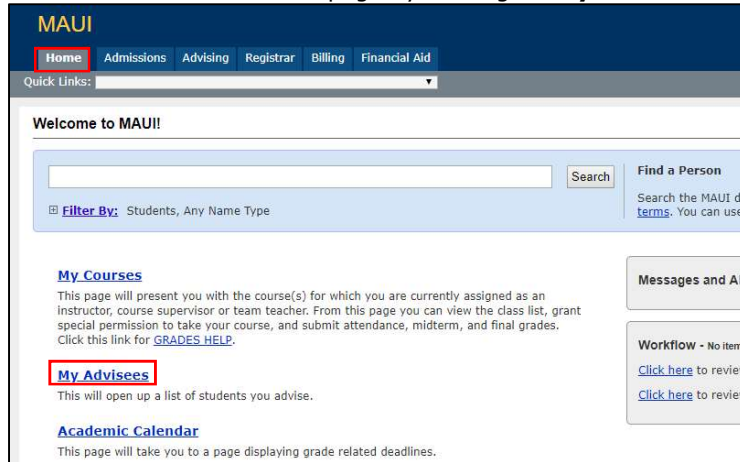 MAUI
Home Admissions Advising Registrar Billing Financial Aid
Quick Links:
Welcome to MAUI!
Search
Filter By: Students, Any Name Type
Find a Person
Search the MAUI d
terms. You can use
My Courses
This page will present you with the course(s) for which you are currently assigned as an
instructor, course supervisor or team teacher. From this page you can view the class list, grant
special permission to take your course, and submit attendance, midterm, and final grades.
Click this link for GRADES HELP.
My Advisees
This will open up a list of students you advise.
Academic Calendar
This page will take you to a page displaying grade related deadlines.
Messages and Al
Workflow - No item
Click here to revie
Click here to revie